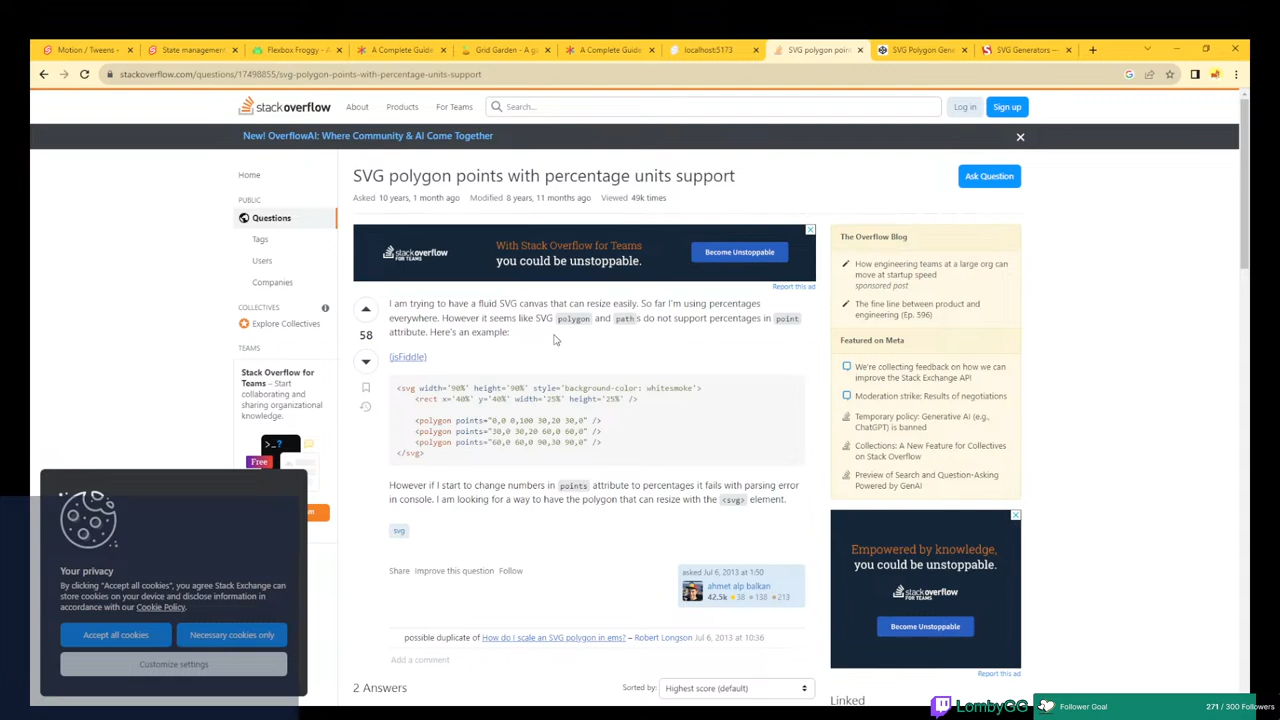 Motion / Tweens -
State management
Flexbox Froggy - A
A Complete Guide
Grid Garden - A g
A Complete Guide
localhost:5173
SVG polygon poin
SVG Polygon Gene
SVG Generators —
stackoverflow.com/questions/17498855/svg-polygon-points-with-percentage-units-support
stackoverflow
About
Products
For Teams
Search...
Log in
Sign up
New! OverflowAI: Where Community & AI Come Together
Home
PUBLIC
Questions
Tags
Users
Companies
COLLECTIVES
Explore Collectives
TEAMS
Stack Overflow for
Teams – Start
collaborating and
sharing organizational
knowledge.
Free
SVG polygon points with percentage units support
Asked 10 years, 1 month ago Modified 8 years, 11 months ago Viewed 49k times
Ask Question
stackoverflow
FOR TEAMS
With Stack Overflow for Teams
you could be unstoppable.
Become Unstoppable
Report this ad
58
I am trying to have a fluid SVG canvas that can resize easily. So far I'm using percentages
everywhere. However it seems like SVG polygon and path s do not support percentages in point
attribute. Here's an example:
(jsFiddle)
<svg width='90%' height='90%' style='background-color: whitesmoke'>
<rect x='40%' y='40%' width='25%' height='25%' />
<polygon points="0,0 0,100 30,20 30,0" />
<polygon points="30,0 30,20 60,0 60,0" />
<polygon points="60,0 60,0 90,30 90,0" />
</svg>
However if I start to change numbers in points attribute to percentages it fails with parsing error
in console. I am looking for a way to have the polygon that can resize with the <svg> element.
svg
Share Improve this question Follow
asked Jul 6, 2013 at 1:50
ahmet alp balkan
42.5k 38 138 213
possible duplicate of How do I scale an SVG polygon in ems? – Robert Longson Jul 6, 2013 at 10:36
Add a comment
2 Answers
Sorted by:
Highest score (default)
The Overflow Blog
How engineering teams at a large org can
move at startup speed
sponsored post
The fine line between product and
engineering (Ep. 596)
Featured on Meta
We're collecting feedback on how we can
improve the Stack Exchange API
Moderation strike: Results of negotiations
Temporary policy: Generative AI (e.g.,
ChatGPT) is banned
Collections: A New Feature for Collectives
on Stack Overflow
Preview of Search and Question-Asking
Powered by GenAI
Empowered by knowledge,
you could be unstoppable.
stackoverflow
FOR TEAMS
Become Unstoppable
Report this ad
Linked
Your privacy
By clicking "Accept all cookies", you agree Stack Exchange can
store cookies on your device and disclose information in
accordance with our Cookie Policy.
Accept all cookies
Necessary cookies only
Customize settings
LombyGG
Follower Goal
271 / 300 Followers